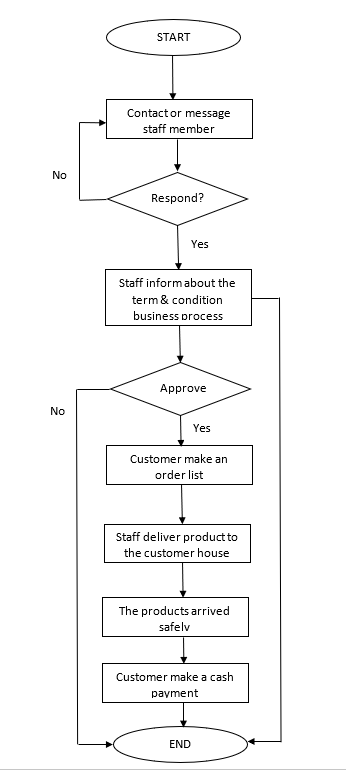 START
Contact or message
staff member
No
Respond?
Yes
Staff inform about the
term & condition
business process
Approve
No
Yes
Customer make an
order list
Staff deliver product to
the customer house
The products arrived
safely
Customer make a cash
payment
END